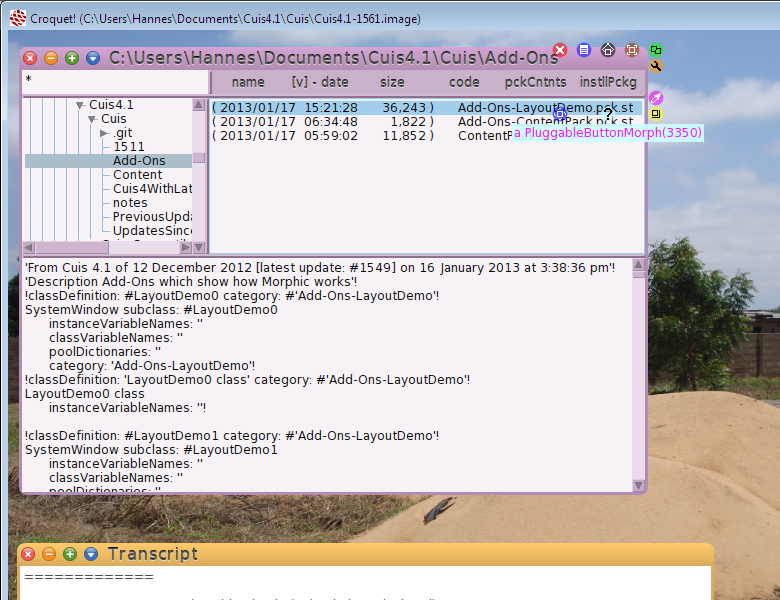 Croquet! (C:\Users\Hannes\Documents\Cuis4.1\Cuis\Cuis4.1-1561.image)
C:\Users\Hannes\Documents\Cuis4.1\Cuis\Add-Ons
*
name [v] - date size code pckCntnts instllPckg
Cuis4.1
Cuis
.git
1511
Add-Ons
Content
Cuis4WithLat
notes
PreviousUpda
UpdatesSince
( 2013/01/17 15:21:28 36,243 ) Add-Ons-LayoutDemo.pck.st
( 2013/01/17 06:34:48 1,822 ) Add-Ons-ContentPack.pck.st
( 2013/01/17 05:59:02 11,852 ) ContentP
?
a PluggableButtonMorph(3350)
'From Cuis 4.1 of 12 December 2012 [latest update: #1549] on 16 January 2013 at 3:38:36 pm'!
'Description Add-Ons which show how Morphic works'!
!classDefinition: #LayoutDemo0 category: #'Add-Ons-LayoutDemo'!
SystemWindow subclass: #LayoutDemo0
instanceVariableNames: ''
classVariableNames: ''
poolDictionaries: ''
category: 'Add-Ons-LayoutDemo'!
!classDefinition: 'LayoutDemo0 class' category: #'Add-Ons-LayoutDemo'!
LayoutDemo0 class
instanceVariableNames: ''!
!classDefinition: #LayoutDemo1 category: #'Add-Ons-LayoutDemo'!
SystemWindow subclass: #LayoutDemo1
instanceVariableNames: ''
classVariableNames: ''
poolDictionaries: ''
Transcript
=============